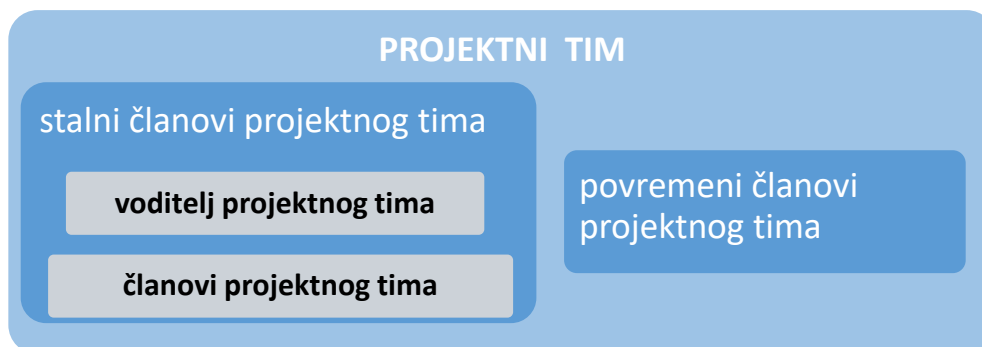 PROJEKTNI TIM
stalni članovi projektnog tima
voditelj projektnog tima
članovi projektnog tima
povremeni članovi
projektnog tima